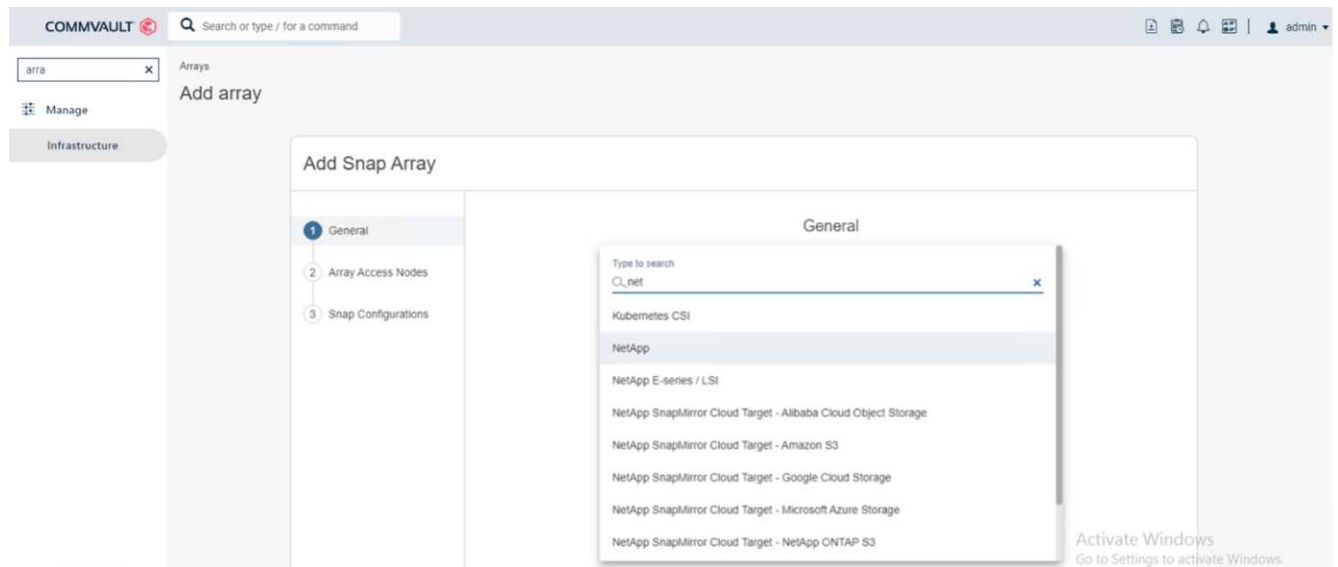 COMMVAULT
Search or type / for a command
admin
arra
Manage
Infrastructure
Arrays
Add array
Add Snap Array
1 General
2 Array Access Nodes
3 Snap Configurations
General
Type to search
net
Kubernetes CSI
NetApp
NetApp E-series / LSI
NetApp SnapMirror Cloud Target - Alibaba Cloud Object Storage
NetApp SnapMirror Cloud Target - Amazon S3
NetApp SnapMirror Cloud Target - Google Cloud Storage
NetApp SnapMirror Cloud Target - Microsoft Azure Storage
NetApp SnapMirror Cloud Target - NetApp ONTAP S3
Activate Windows
Go to Settings to activate Windows.